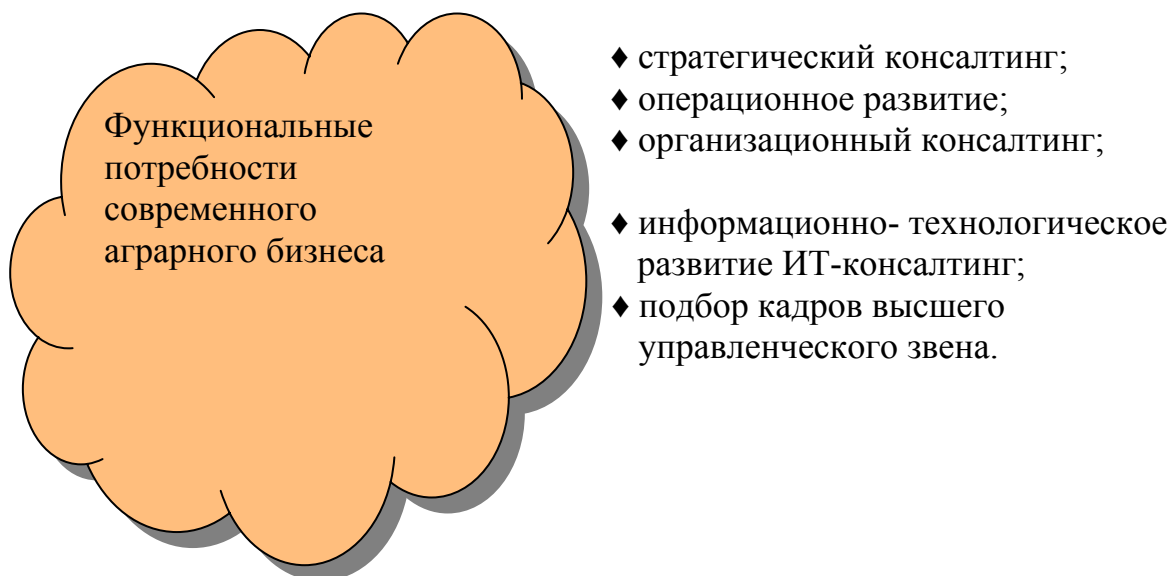 Функциональные
потребности
современного
аграрного бизнеса
♦ стратегический консалтинг;
♦ операционное развитие;
♦ организационный консалтинг;
♦ информационно- технологическое
развитие ИТ-консалтинг;
♦ подбор кадров высшего
управленческого звена.